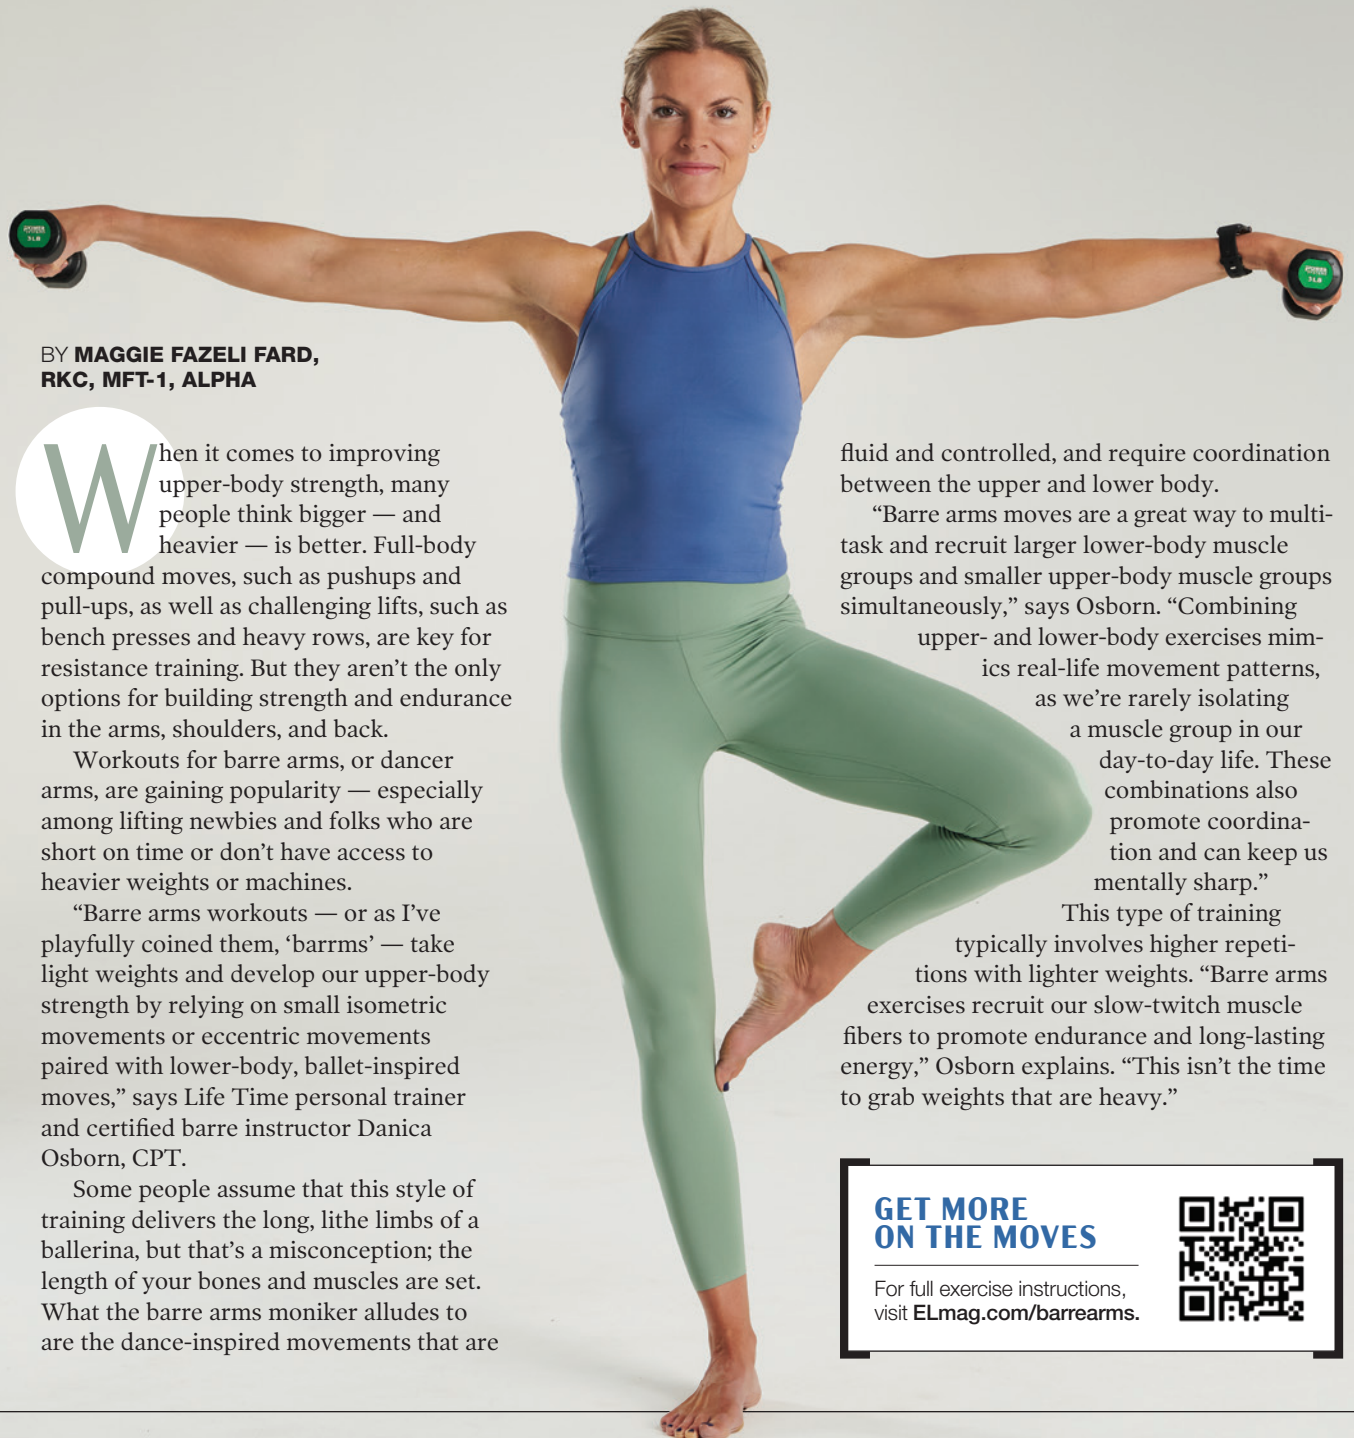 BY MAGGIE FAZELI FARD,
RKC, MFT-1, ALPHA
When it comes to improving
upper-body strength, many
people think bigger — and
heavier — is better. Full-body
compound moves, such as pushups and
pull-ups, as well as challenging lifts, such as
bench presses and heavy rows, are key for
resistance training. But they aren't the only
options for building strength and endurance
in the arms, shoulders, and back.
Workouts for barre arms, or dancer
arms, are gaining popularity — especially
among lifting newbies and folks who are
short on time or don't have access to
heavier weights or machines.
“Barre arms workouts — or as I've
playfully coined them, ‘barrms’ — take
light weights and develop our upper-body
strength by relying on small isometric
movements or eccentric movements
paired with lower-body, ballet-inspired
moves,” says Life Time personal trainer
and certified barre instructor Danica
Osborn, CPT.
Some people assume that this style of
training delivers the long, lithe limbs of a
ballerina, but that's a misconception; the
length of your bones and muscles are set.
What the barre arms moniker alludes to
are the dance-inspired movements that are
fluid and controlled, and require coordination
between the upper and lower body.
“Barre arms moves are a great way to multi-
task and recruit larger lower-body muscle
groups and smaller upper-body muscle groups
simultaneously,” says Osborn. “Combining
upper- and lower-body exercises mim-
ics real-life movement patterns,
as we're rarely isolating
a muscle group in our
day-to-day life. These
combinations also
promote coordina-
tion and can keep us
mentally sharp.”
This type of training
typically involves higher repeti-
tions with lighter weights. “Barre arms
exercises recruit our slow-twitch muscle
fibers to promote endurance and long-lasting
energy,” Osborn explains. “This isn't the time
to grab weights that are heavy.”
GET MORE
ON THE MOVES
For full exercise instructions,
visit ELmag.com/barrearms.
3 LB
3 LB